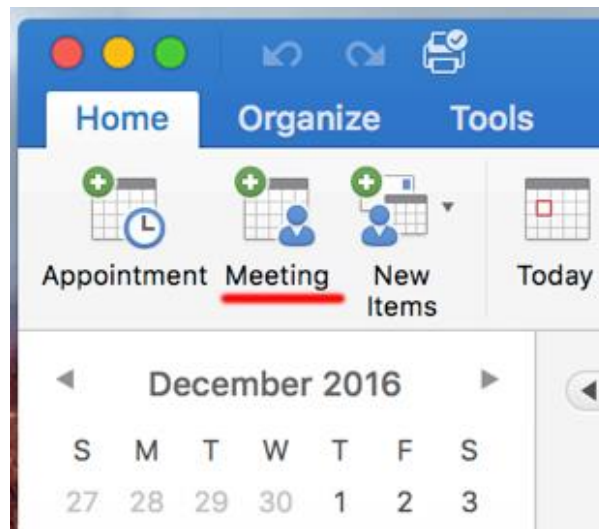 Home Organize Tools
Appointment Meeting New Items Today
December 2016
S M T W T F S
27 28 29 30 1 2 3